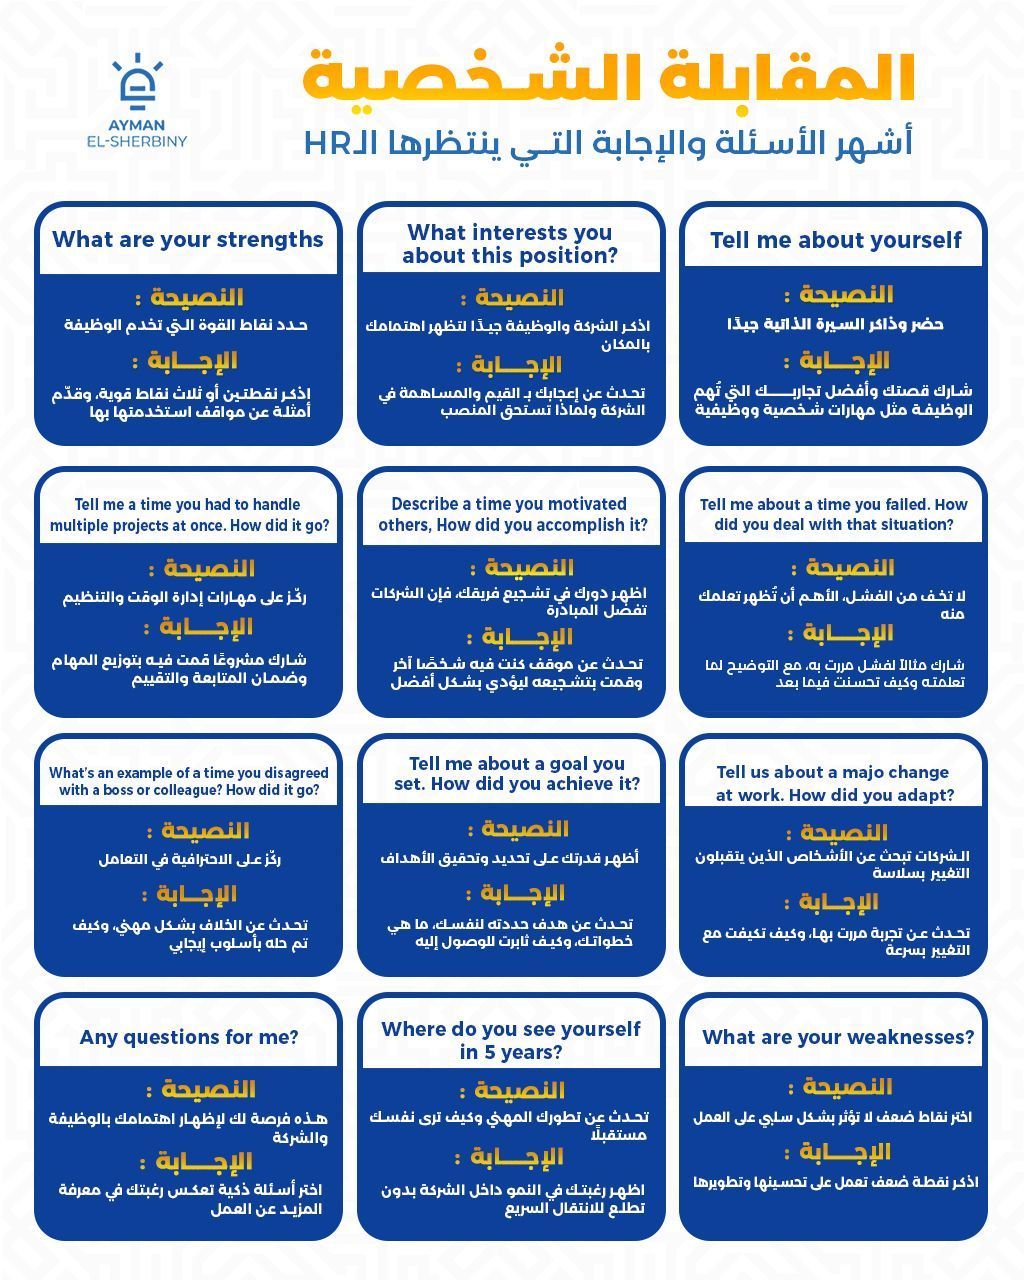 المقابلة الشخصية
أشهر الأسئلة والإجابة التي ينتظرها الـHR
AYMAN
EL-SHERBINY
Tell me about yourself
النصيحة :
حضر وذاكر السيرة الذاتية جيدًا
الإجــابة :
شارك قصتك وأفضل تجاربــك التي تُهم
الوظيفة مثل مهارات شخصية ووظيفية
What interests you
about this position?
النصيحة :
اذكر الشركة والوظيفة جيدًا لتظهر اهتمامك
بالمكان
الإجــابة :
تحدث عن إعجابك بـ القيم والمساهمة في
الشركة ولماذا تستحق المنصب
What are your strengths
النصيحة :
حدد نقاط القوة التي تخدم الوظيفة
الإجــابة :
إذكر نقطتين أو ثلاث نقاط قوية، وقدّم
أمثلة عن مواقف استخدمتها بها
Tell me about a time you failed. How
did you deal with that situation?
النصيحة :
لا تخف من الفشل، الأهم أن تُظهر تعلمك
منه
الإجــابة :
شارك مثالاً لفشل مررت به، مع التوضيح لما
تعلمته وكيف تحسنت فيما بعد
Describe a time you motivated
others, How did you accomplish it?
النصيحة :
اظهر دورك في تشجيع فريقك، فإن الشركات
تفضل المبادرة
الإجــابة :
تحدث عن موقف كنت فيه شخصًا آخر
وقمت بتشجيعه ليؤدي بشكل أفضل
Tell me a time you had to handle
multiple projects at once. How did it go?
النصيحة :
ركّز على مهارات إدارة الوقت والتنظيم
الإجــابة :
شارك مشروعًا قمت فيه بتوزيع المهام
وضمان المتابعة والتقييم
Tell us about a majo change
at work. How did you adapt?
النصيحة :
الشركات تبحث عن الأشخاص الذين يتقبلون
التغيير بسلاسة
الإجــابة :
تحدث عن تجربة مررت بها، وكيف تكيفت مع
التغيير بسرعة
Tell me about a goal you
set. How did you achieve it?
النصيحة :
أظهر قدرتك على تحديد وتحقيق الأهداف
الإجــابة :
تحدث عن هدف حددته لنفسك، ما هي
خطواتك، وكيف ثابرت للوصول إليه
What's an example of a time you disagreed
with a boss or colleague? How did it go?
النصيحة :
ركّز على الاحترافية في التعامل
الإجــابة :
تحدث عن الخلاف بشكل مهني، وكيف
تم حله بأسلوب إيجابي
What are your weaknesses?
النصيحة :
اختر نقاط ضعف لا تؤثر بشكل سلبي على العمل
الإجــابة :
اذكر نقطة ضعف تعمل على تحسينها وتطويرها
Where do you see yourself
in 5 years?
النصيحة :
تحدث عن تطورك المهني وكيف ترى نفسك
مستقبلًا
الإجــابة :
اظهر رغبتك في النمو داخل الشركة بدون
تطلع للانتقال السريع
Any questions for me?
النصيحة :
هذه فرصة لك لإظهار اهتمامك بالوظيفة
والشركة
الإجــابة :
اختر أسئلة ذكية تعكس رغبتك في معرفة
المزيد عن العمل